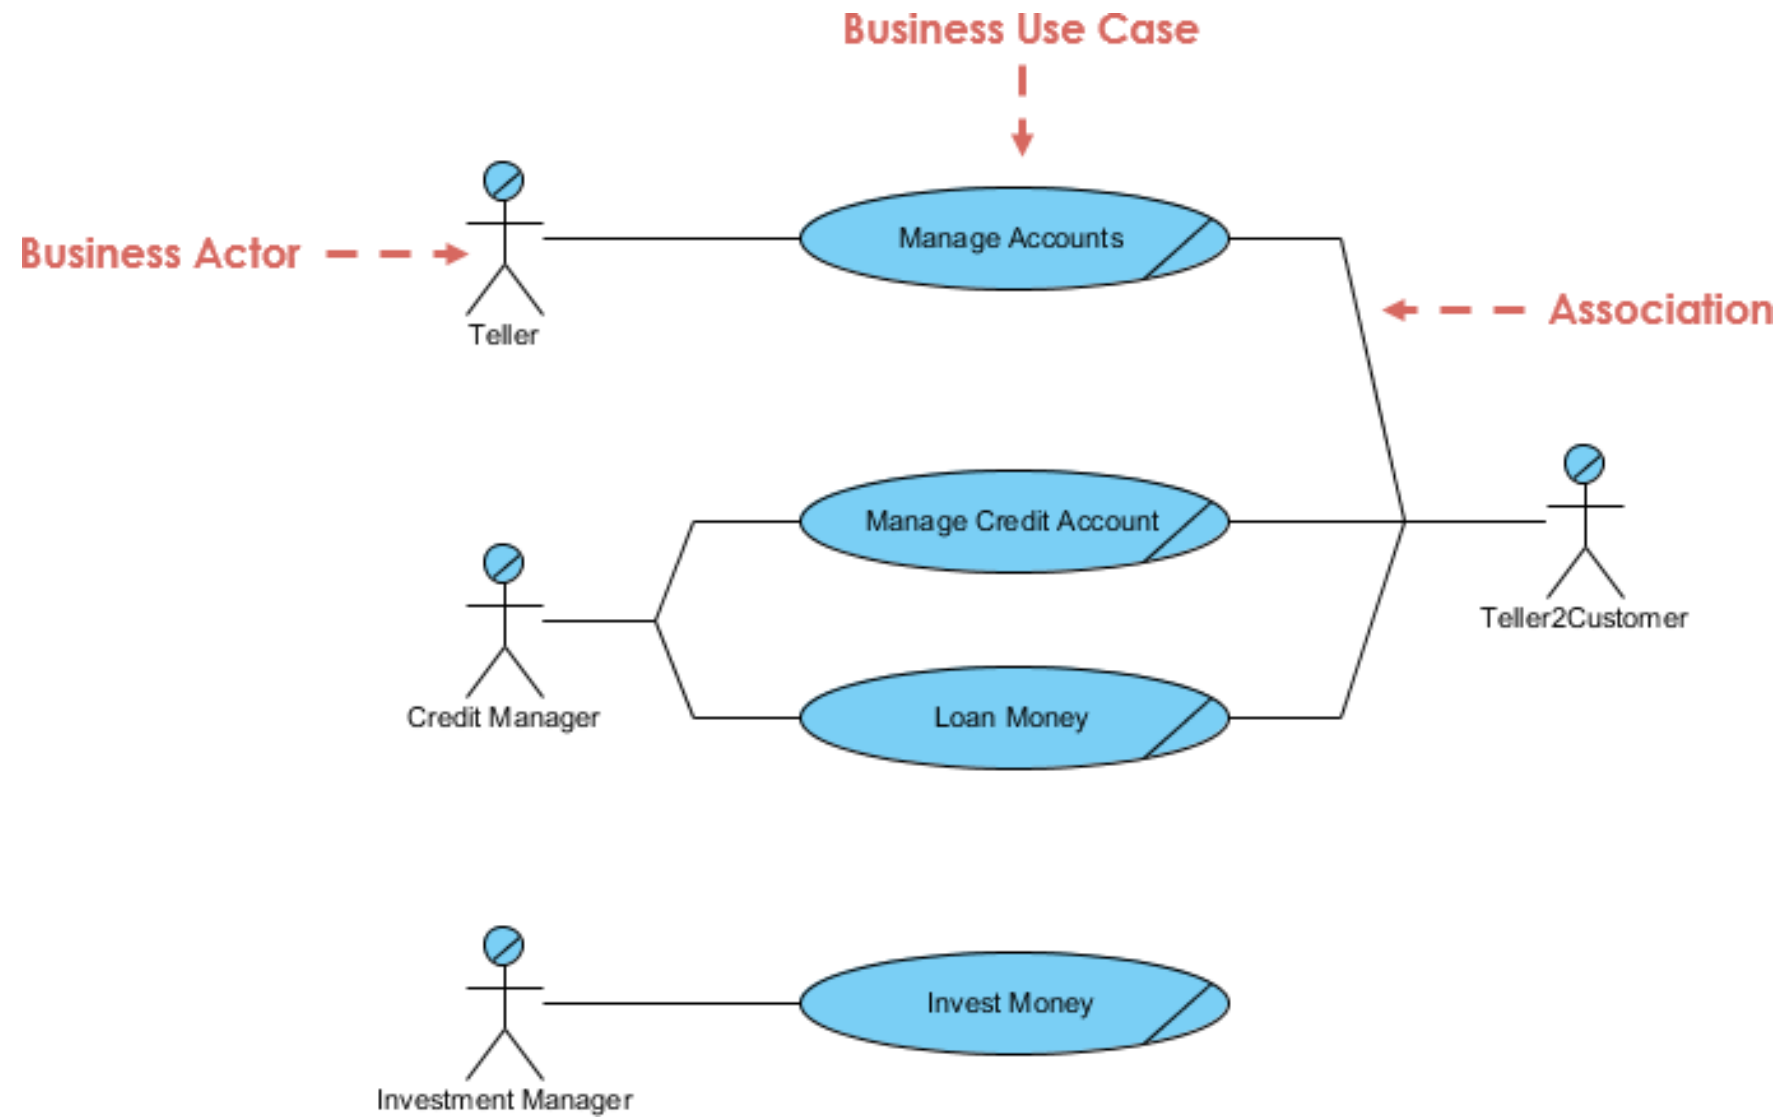 Business Use Case
Business Actor
Manage Accounts
Association
Teller
Manage Credit Account
Teller2Customer
Credit Manager
Loan Money
Invest Money
Investment Manager